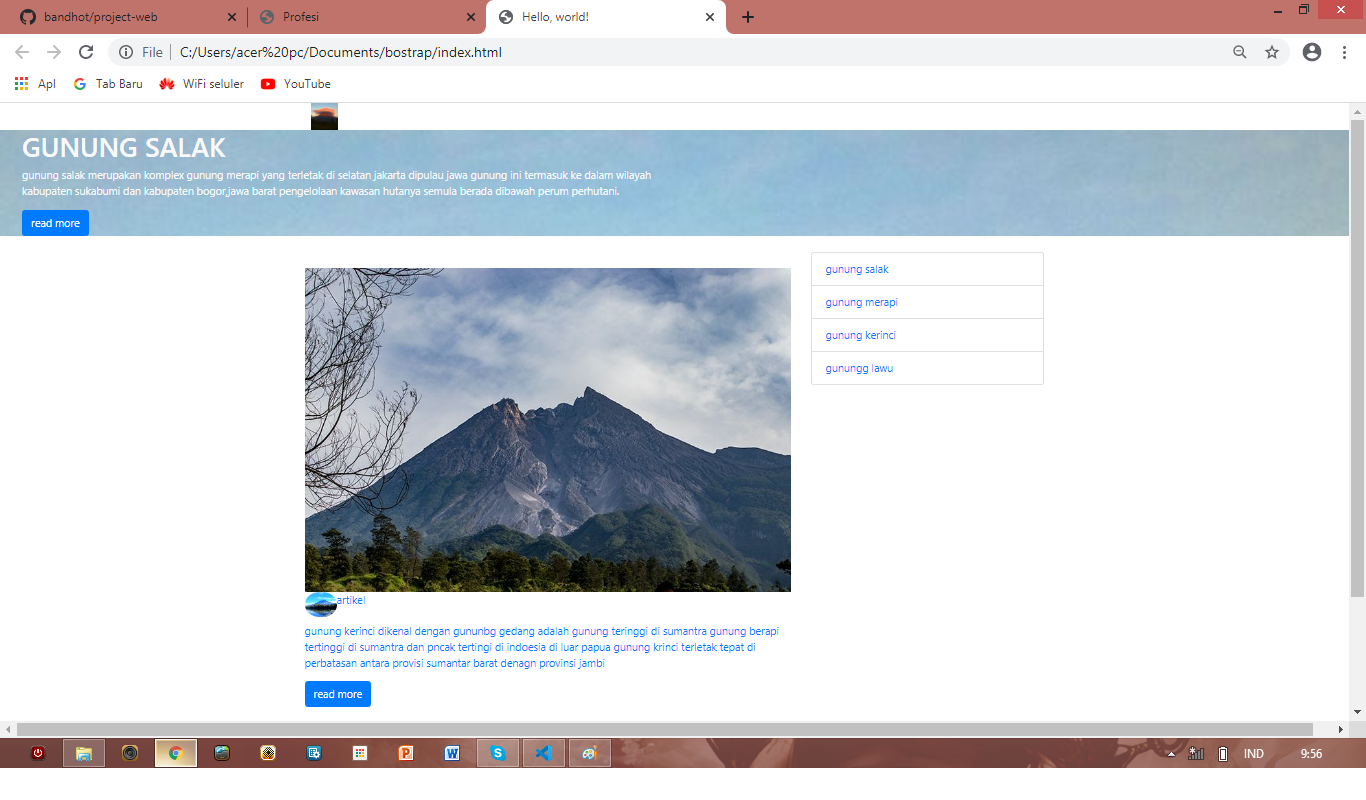 bandhot/project-web
Profesi
Hello, world!
File
C:/Users/acer%20pc/Documents/bostrap/index.html
Apl
Tab Baru
WiFi seluler
YouTube
GUNUNG SALAK
gunung salak merupakan komplex gunung merapi yang terletak di selatan jakarta dipulau jawa gunung ini termasuk ke dalam wilayah
kabupaten sukabumi dan kabupaten bogor,jawa barat pengelolaan kawasan hutanya semula berada dibawah perum perhutani.
read more
gunung salak
gunung merapi
gunung kerinci
gunungg lawu
artikel
gunung kerinci dikenal dengan gununbg gedang adalah gunung teringgi di sumantra gunung berapi
tertinggi di sumantra dan pncak tertingi di indoesia di luar papua gunung krinci terletak tepat di
perbatasan antara provisi sumantar barat denagn provinsi jambi
read more
IND
9:56